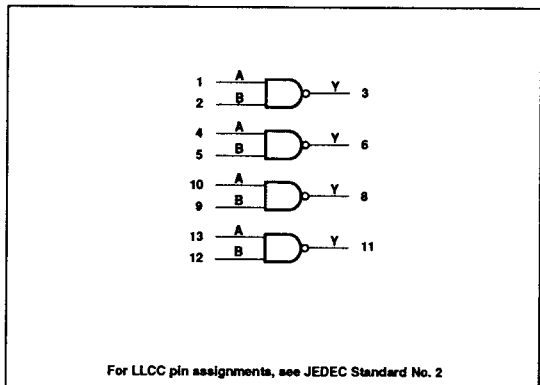 1 A
2 B
Y 3
4 A
5 B
Y 6
10 A
9 B
Y 8
13 A
12 B
Y 11
For LLCC pin assignments, see JEDEC Standard No. 2